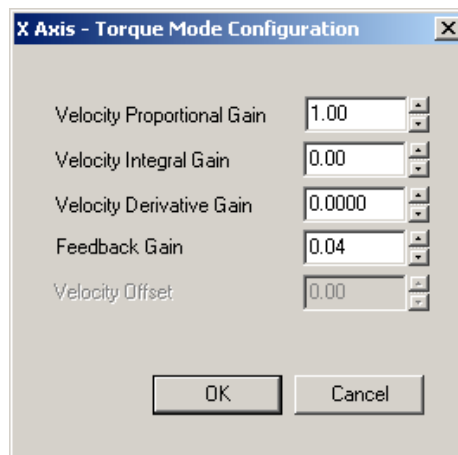 X Axis - Torque Mode Configuration
Velocity Proportional Gain 1.00
Velocity Integral Gain 0.00
Velocity Derivative Gain 0.0000
Feedback Gain 0.04
Velocity Offset 0.00
OK Cancel